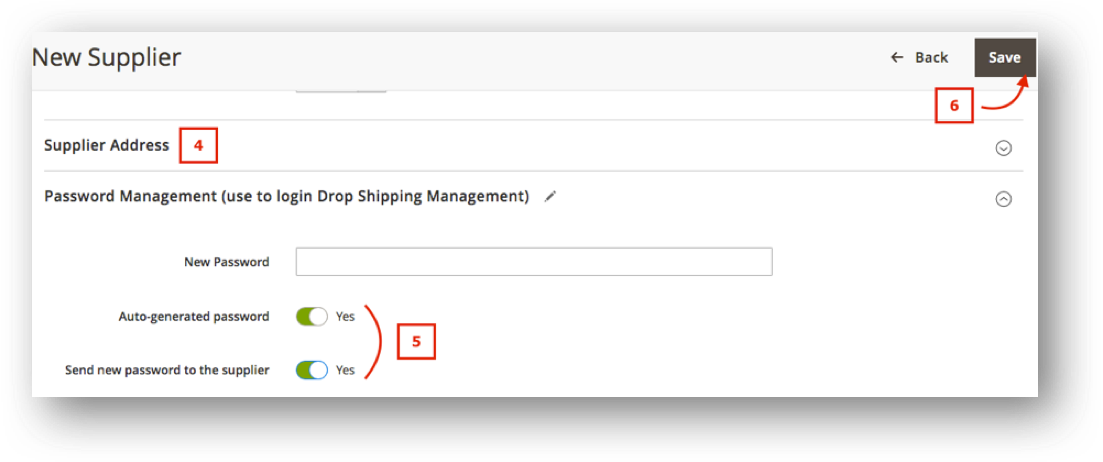 New Supplier
Back
Save
6
Supplier Address 4
Password Management (use to login Drop Shipping Management)
New Password
Auto-generated password Yes
5
Send new password to the supplier Yes